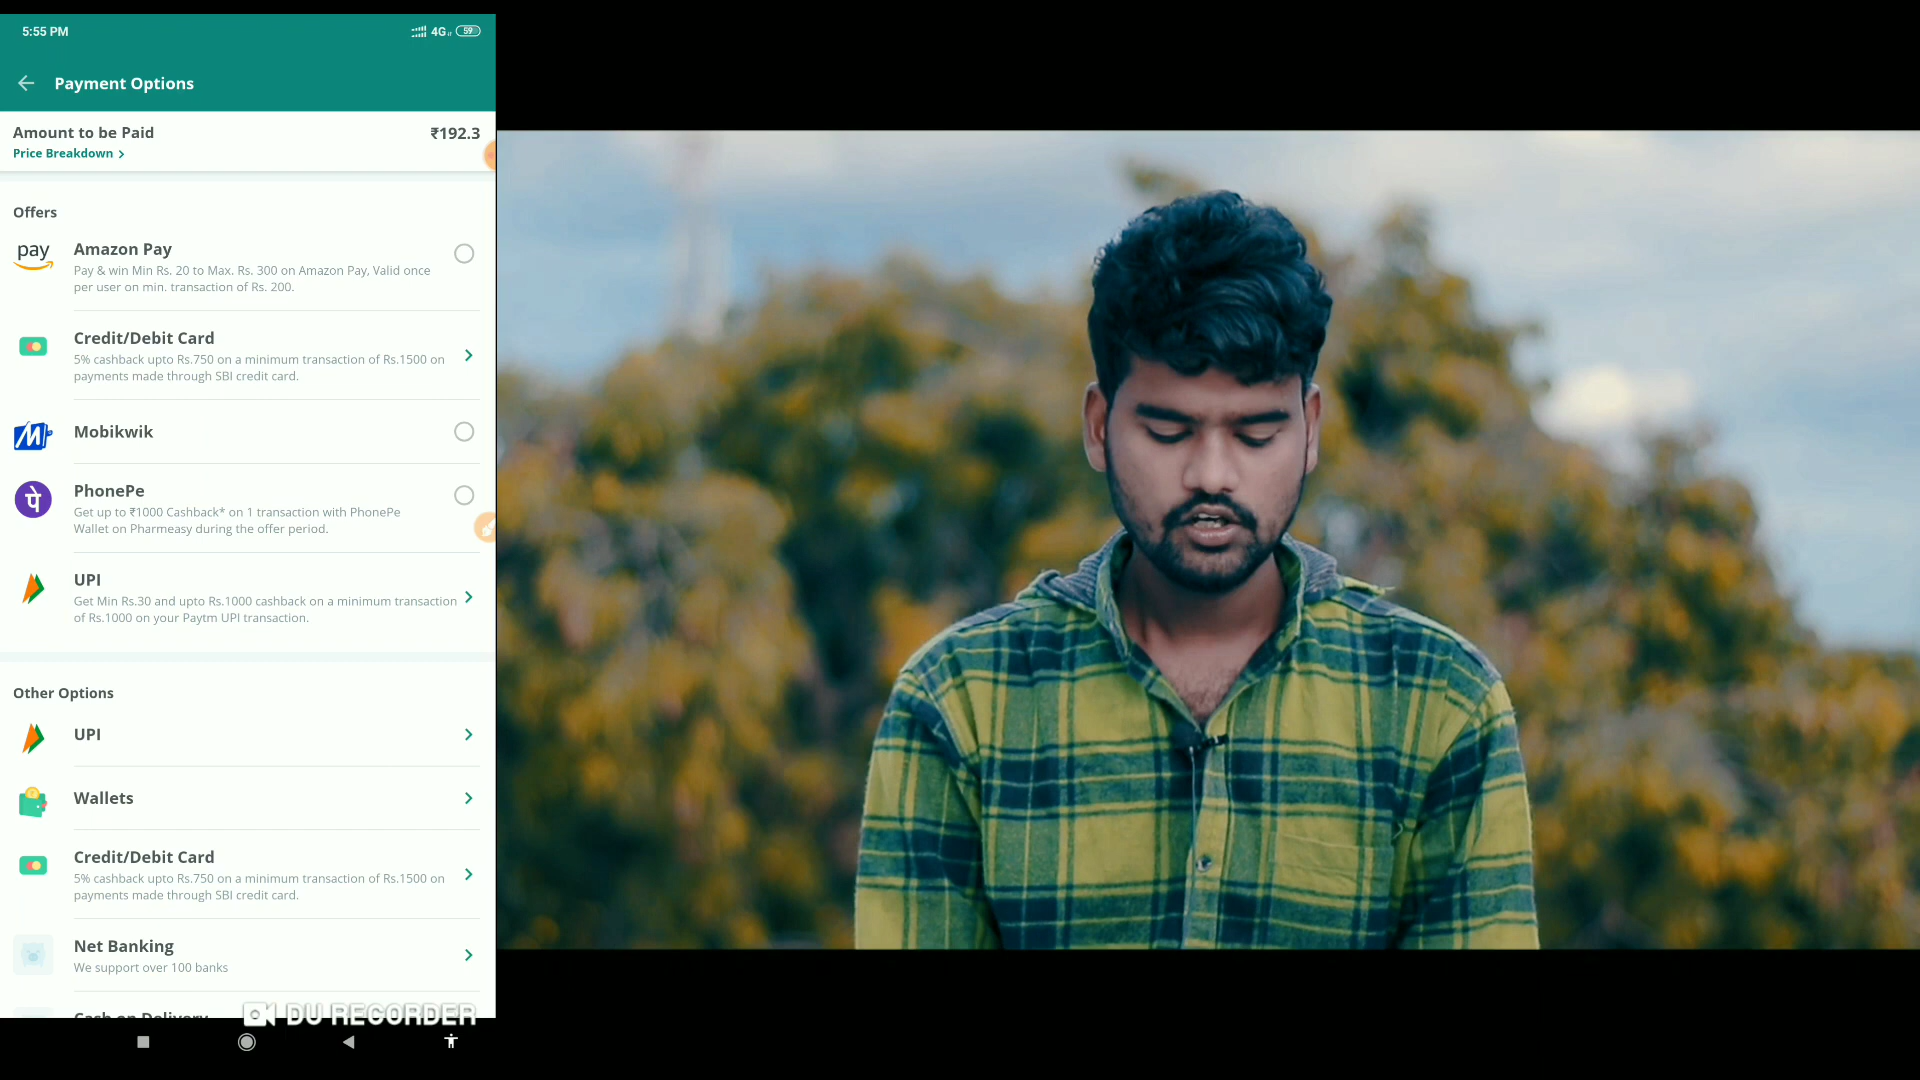 5:55 PM
4G
59
Payment Options
Amount to be Paid
₹192.3
Price Breakdown
Offers
pay
Amazon Pay
Pay & win Min Rs. 20 to Max. Rs. 300 on Amazon Pay, Valid once
per user on min. transaction of Rs. 200.
Credit/Debit Card
5% cashback upto Rs.750 on a minimum transaction of Rs.1500 on
payments made through SBI credit card.
Mobikwik
पे
PhonePe
Get up to ₹1000 Cashback* on 1 transaction with PhonePe
Wallet on Pharmeasy during the offer period.
UPI
Get Min Rs.30 and upto Rs.1000 cashback on a minimum transaction
of Rs.1000 on your Paytm UPI transaction.
Other Options
UPI
Wallets
Credit/Debit Card
5% cashback upto Rs.750 on a minimum transaction of Rs.1500 on
payments made through SBI credit card.
Net Banking
We support over 100 banks
Cash on Delivery
DU RECORDER